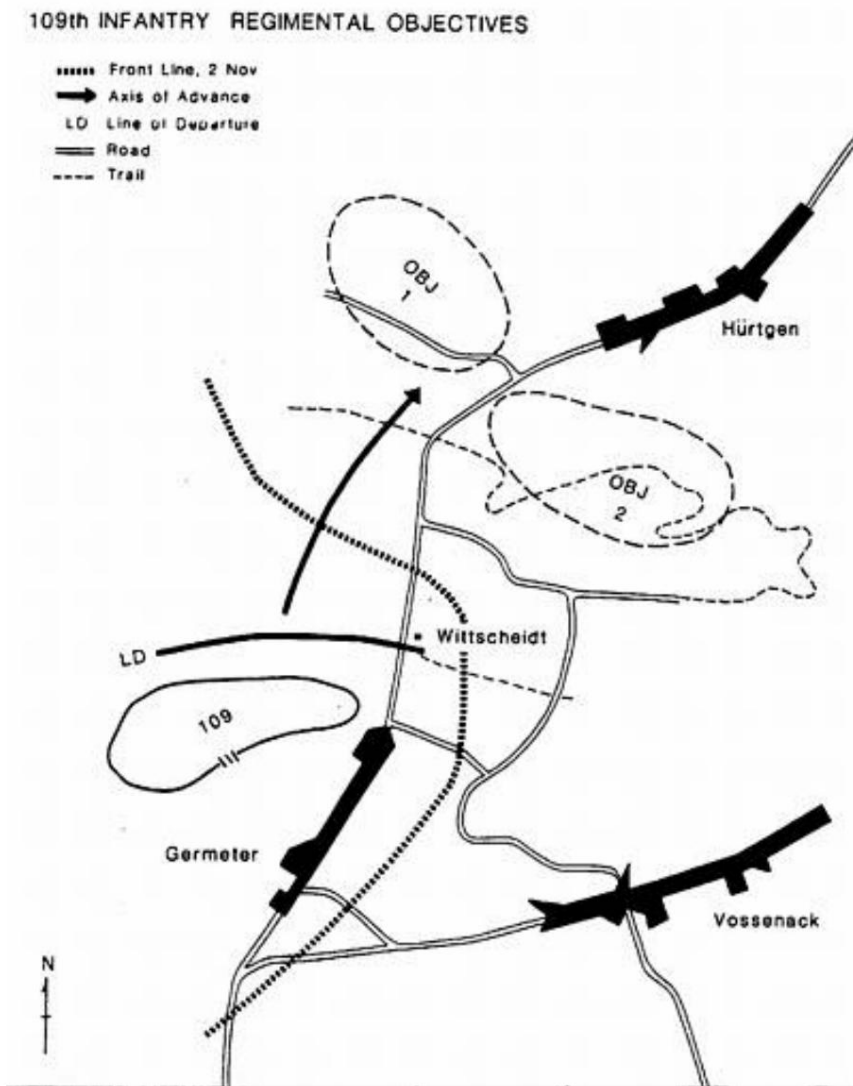 109th INFANTRY REGIMENTAL OBJECTIVES
Front Line, 2 Nov
Axis of Advance
LD Line of Departure
Road
Trail
OBJ
1
Hürtgen
OBJ
2
Wittscheidt
LD
109
Germeter
Vossenack
N